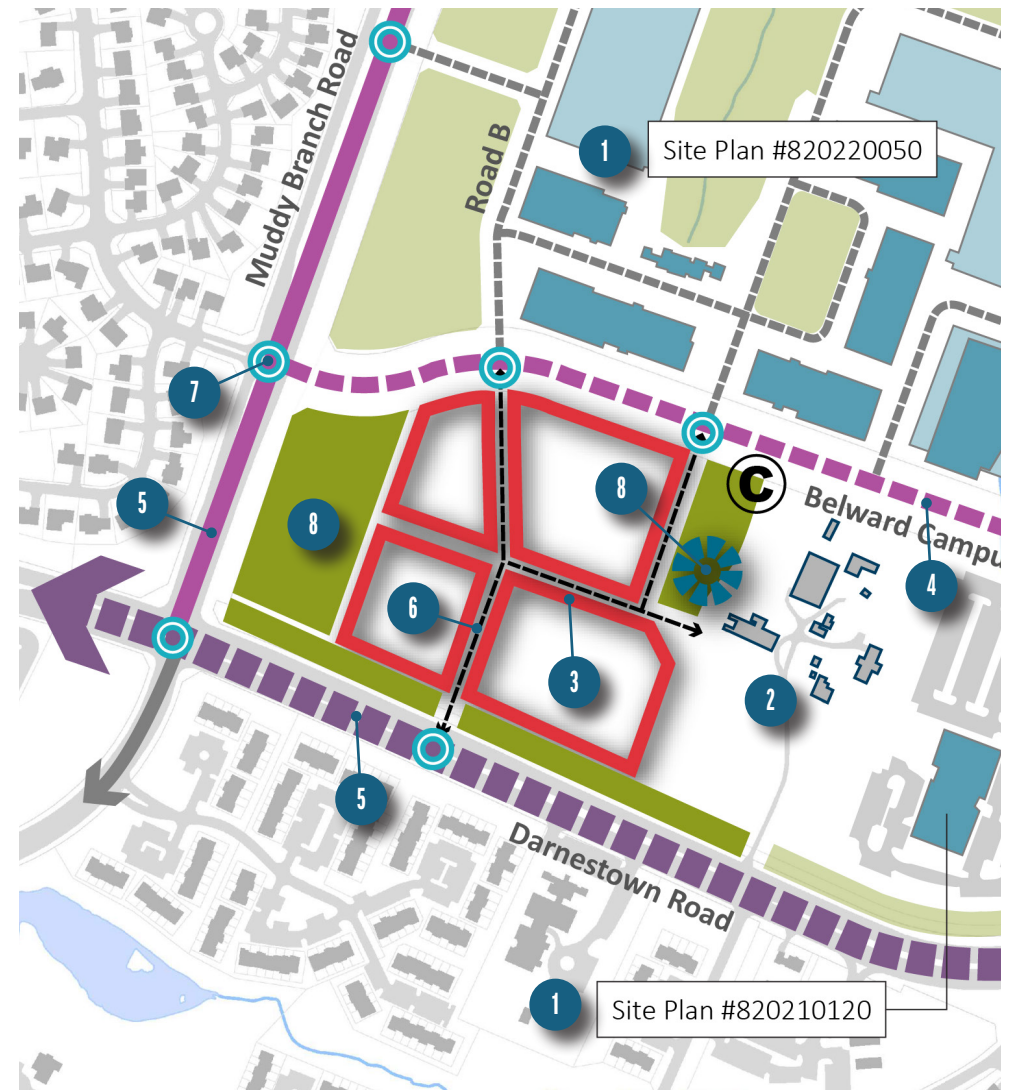 Muddy Branch Road
Road B
1
Site Plan #820220050
7
5
8
8
C
Belward Campu
4
6
3
2
5
Darnestown Road
1
Site Plan #820210120